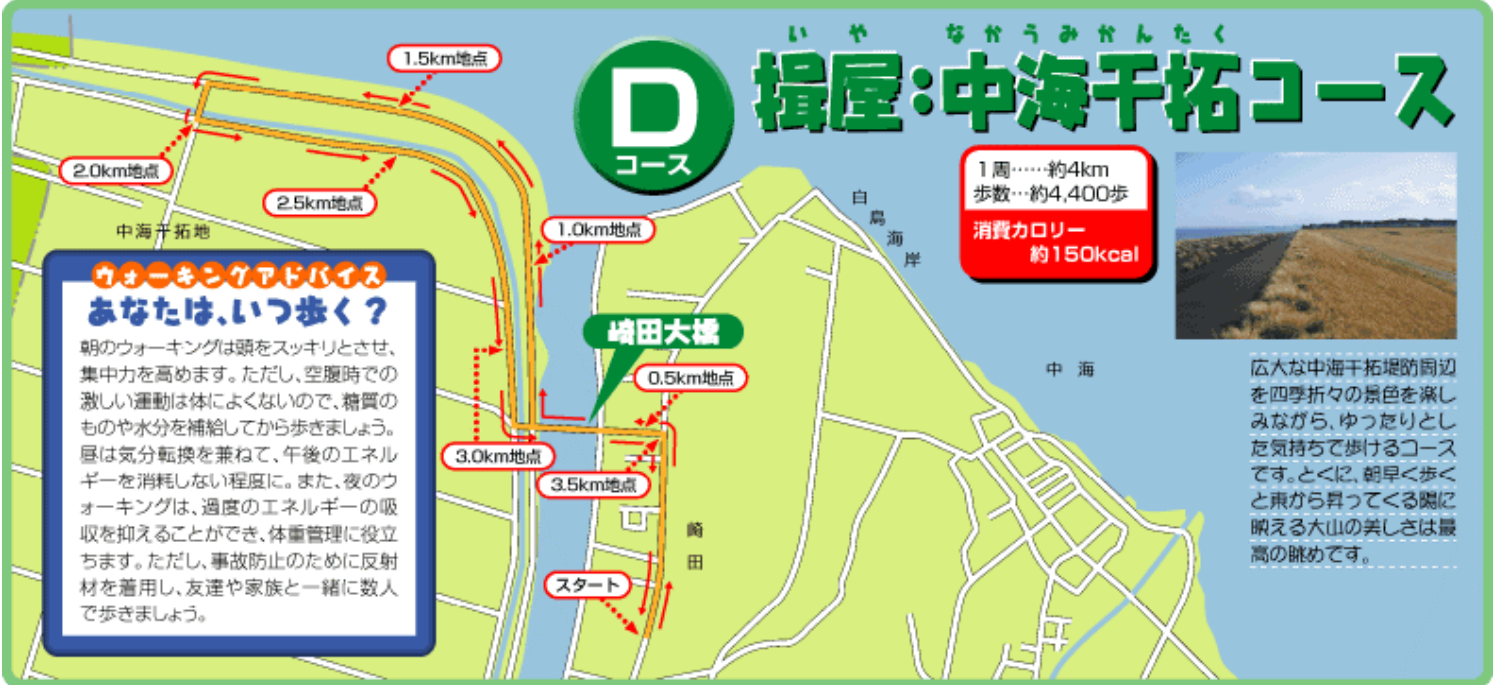 いや なかうみかんたく
揖屋:中海干拓コース
D
コース
1周……約4km
歩数…約4,400歩
消費カロリー
約150kcal
広大な中海干拓堤防周辺
を四季折々の景色を楽し
みながら、ゆったりとし
た気持ちで歩けるコース
です。とくに、朝早く歩く
と東から昇ってくる陽に
映える大山の美しさは最
高の眺めです。
1.5km地点
2.0km地点
2.5km地点
1.0km地点
中海干拓地
白鳥海岸
中海
崎田大橋
0.5km地点
3.0km地点
3.5km地点
崎田
スタート
ウォーキングアドバイス
あなたは、いつ歩く?
朝のウォーキングは頭をスッキリとさせ、
集中力を高めます。ただし、空腹時での
激しい運動は体によくないので、糖質の
ものや水分を補給してから歩きましょう。
昼は気分転換を兼ねて、午後のエネル
ギーを消耗しない程度に。また、夜のウ
ォーキングは、過度のエネルギーの吸
収を抑えることができ、体重管理に役立
ちます。ただし、事故防止のために反射
材を着用し、友達や家族と一緒に数人
で歩きましょう。